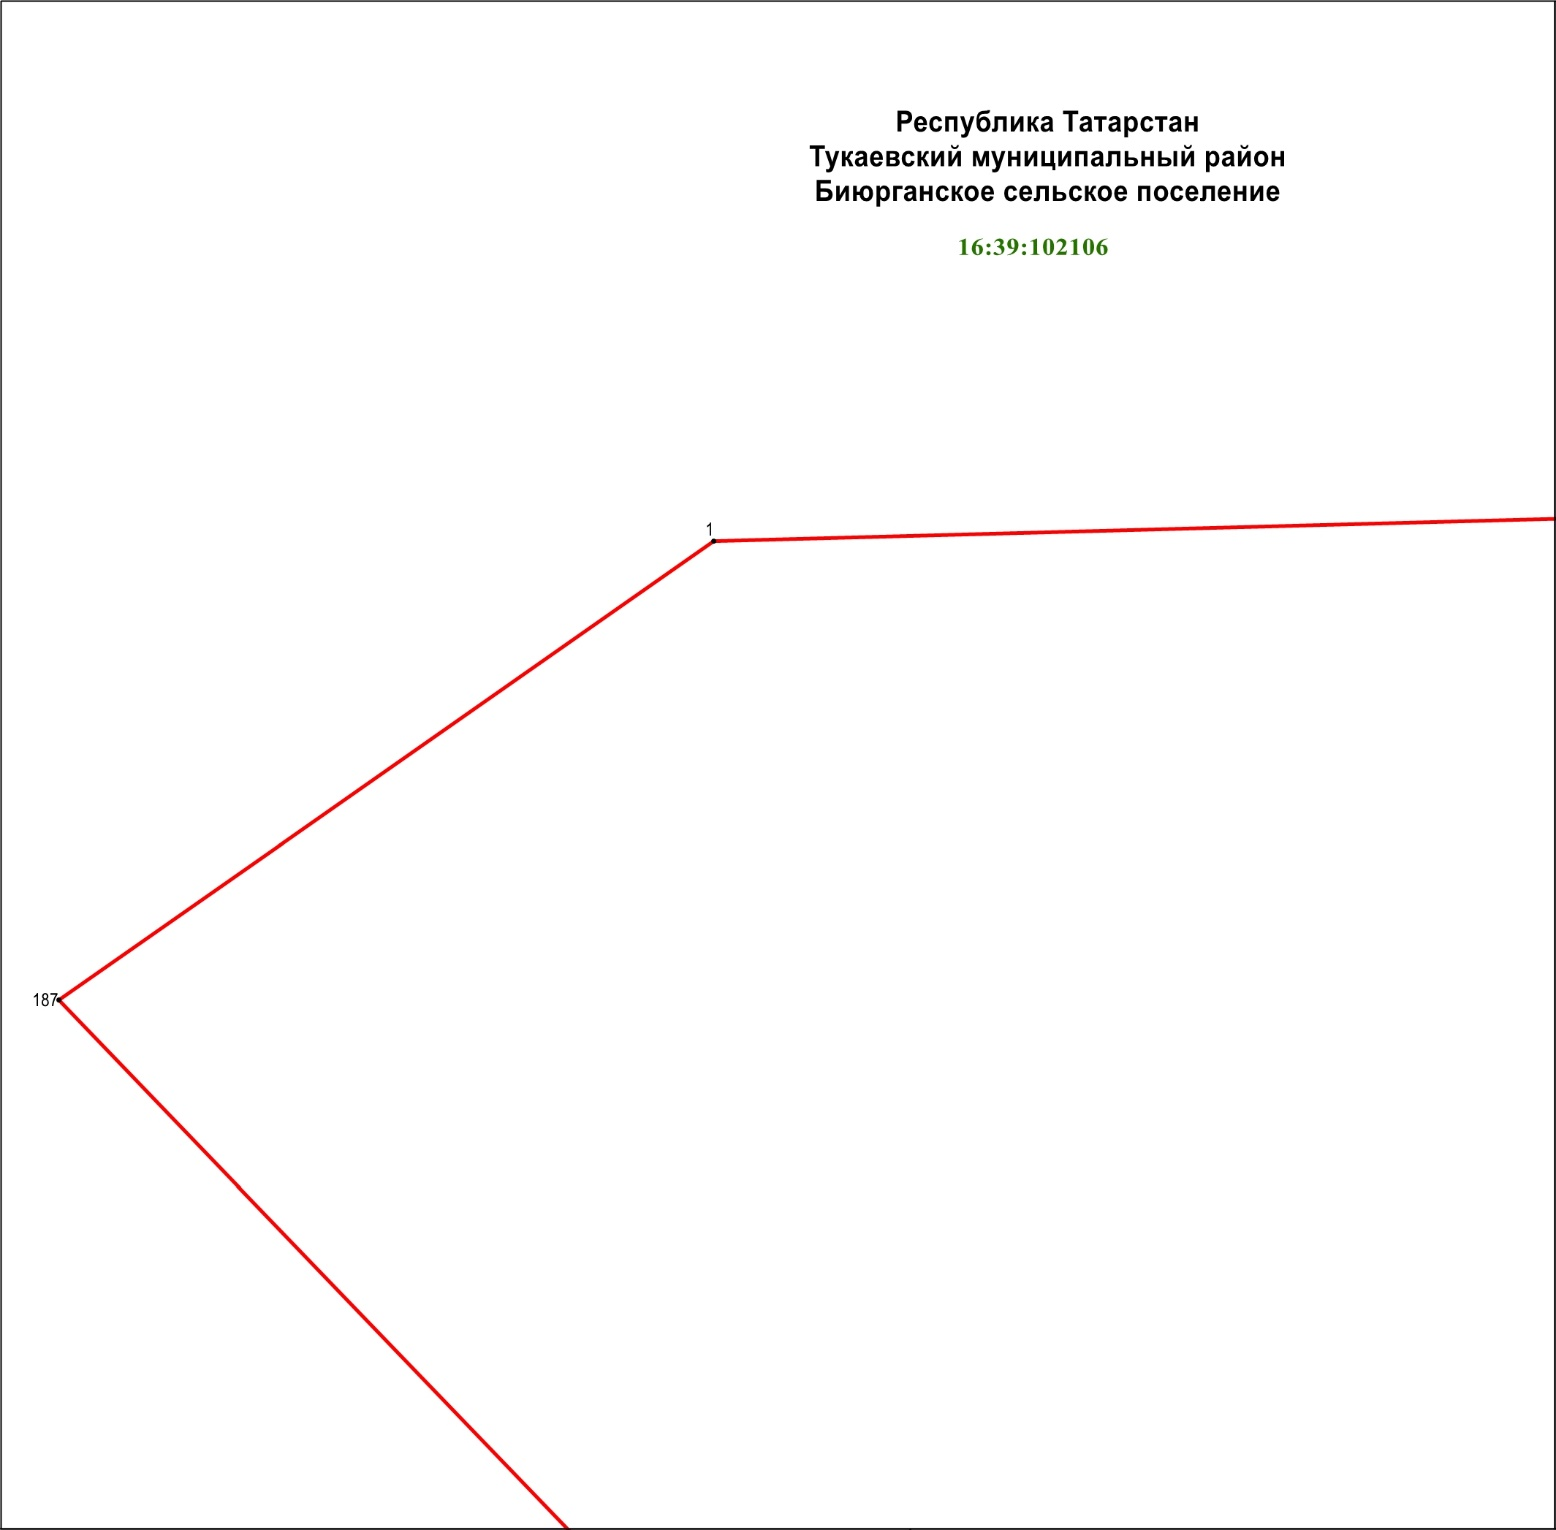 Республика Татарстан
Тукаевский муниципальный район
Биюрганское сельское поселение
16:39:102106
1
187